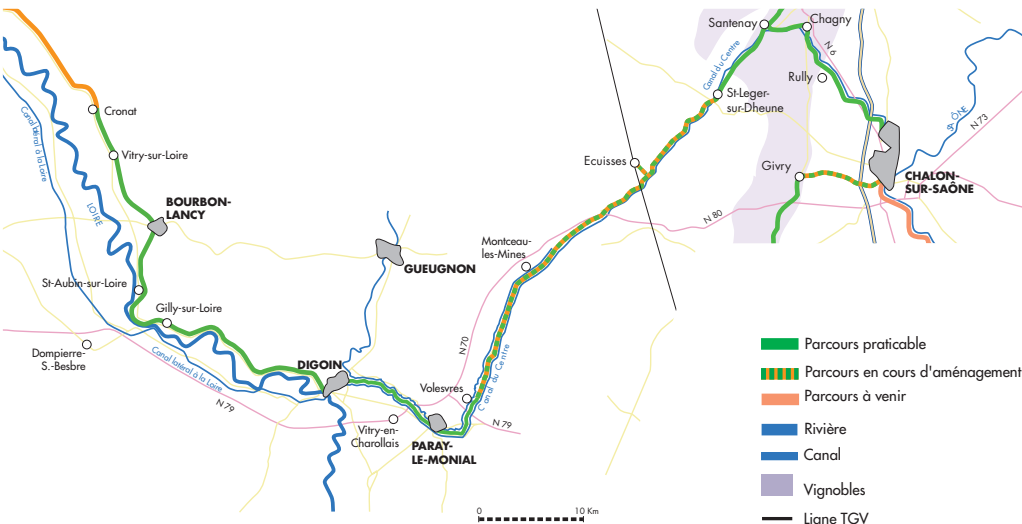 Santenay
Chagny
N 6
Canal du Centre
Rully
St-Leger-
sur-Dheune
SAÔNE
N 73
Cronat
Canal latéral à la Loire
Vitry-sur-Loire
Ecuisses
Givry
CHALON-
SUR-SAÔNE
BOURBON-
LANCY
LOIRE
N 80
Montceau-
les-Mines
GUEUGNON
St-Aubin-sur-Loire
Gilly-sur-Loire
Dompierre-
S.-Besbre
Canal latéral à la Loire
N 70
Canal du Centre
DIGOIN
Volesvres
N 79
Vitry-en-
Charollais
N 79
PARAY-
LE-MONIAL
Parcours praticable
Parcours en cours d'aménagement
Parcours à venir
Rivière
Canal
Vignobles
Liane TGV
0 10 Km